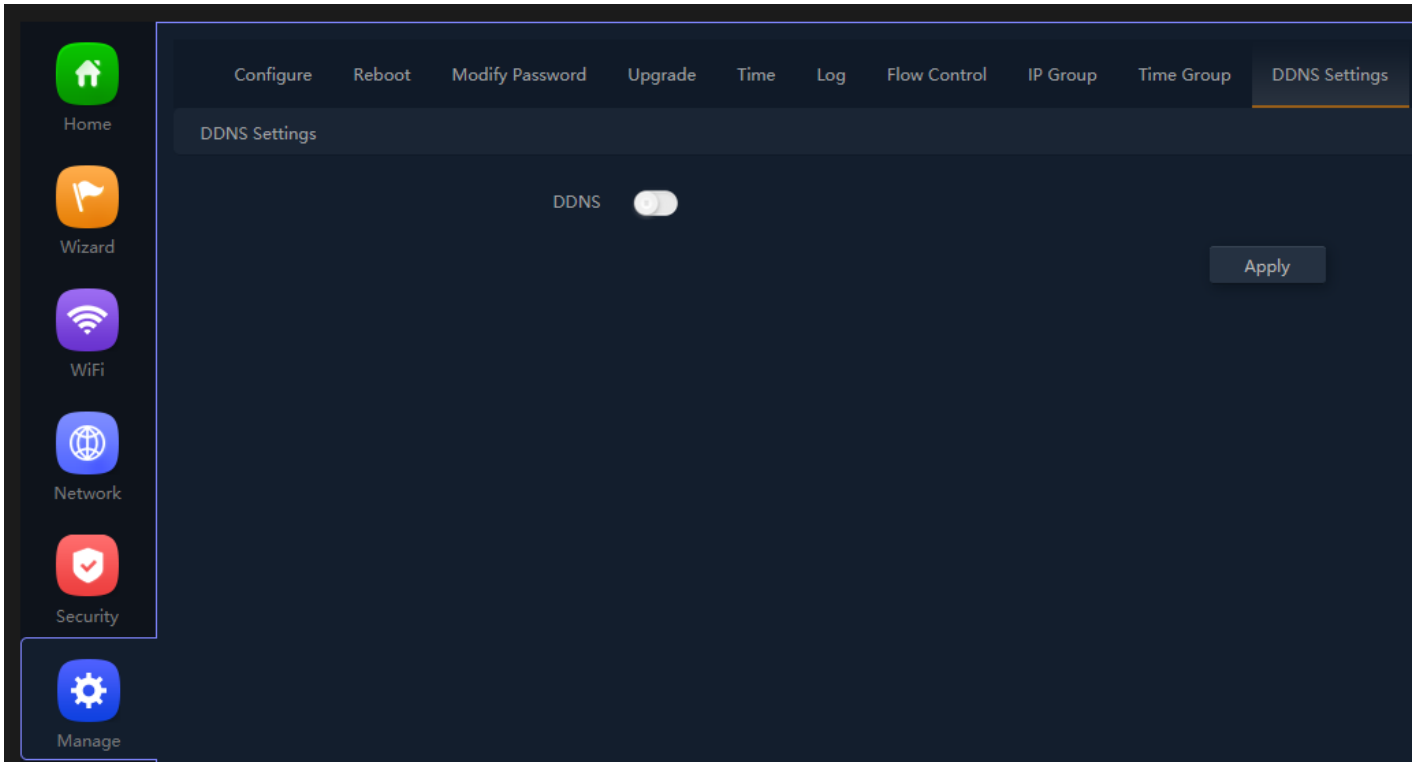 Home
Wizard
WiFi
Network
Security
Manage
Configure Reboot Modify Password Upgrade Time Log Flow Control IP Group Time Group DDNS Settings
DDNS Settings
DDNS
Apply